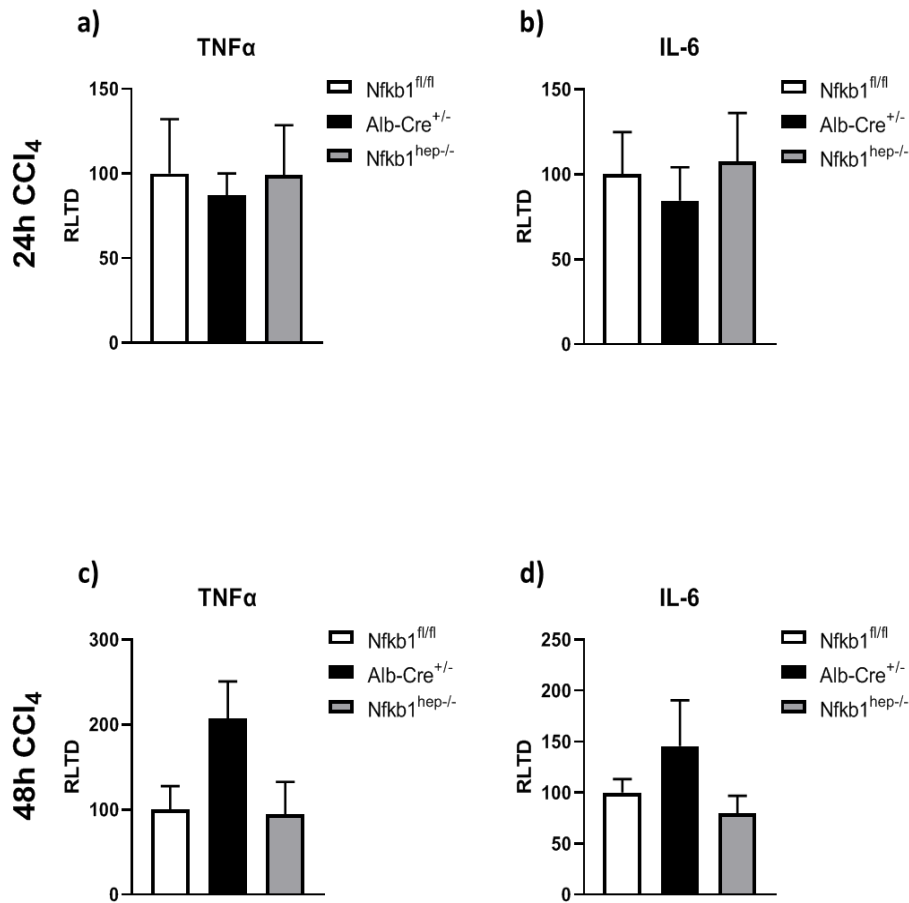 a)
TNFα
150
100
50
0
RLTD
Nfkb1fl/fl
Alb-Cre+/-
Nfkb1hep-/-
b)
IL-6
150
100
50
0
RLTD
Nfkb1fl/fl
Alb-Cre+/-
Nfkb1hep-/-
24h CCl4
c)
TNFα
300
200
100
0
RLTD
Nfkb1fl/fl
Alb-Cre+/-
Nfkb1hep-/-
d)
IL-6
250
200
150
100
50
0
RLTD
Nfkb1fl/fl
Alb-Cre+/-
Nfkb1hep-/-
48h CCl4